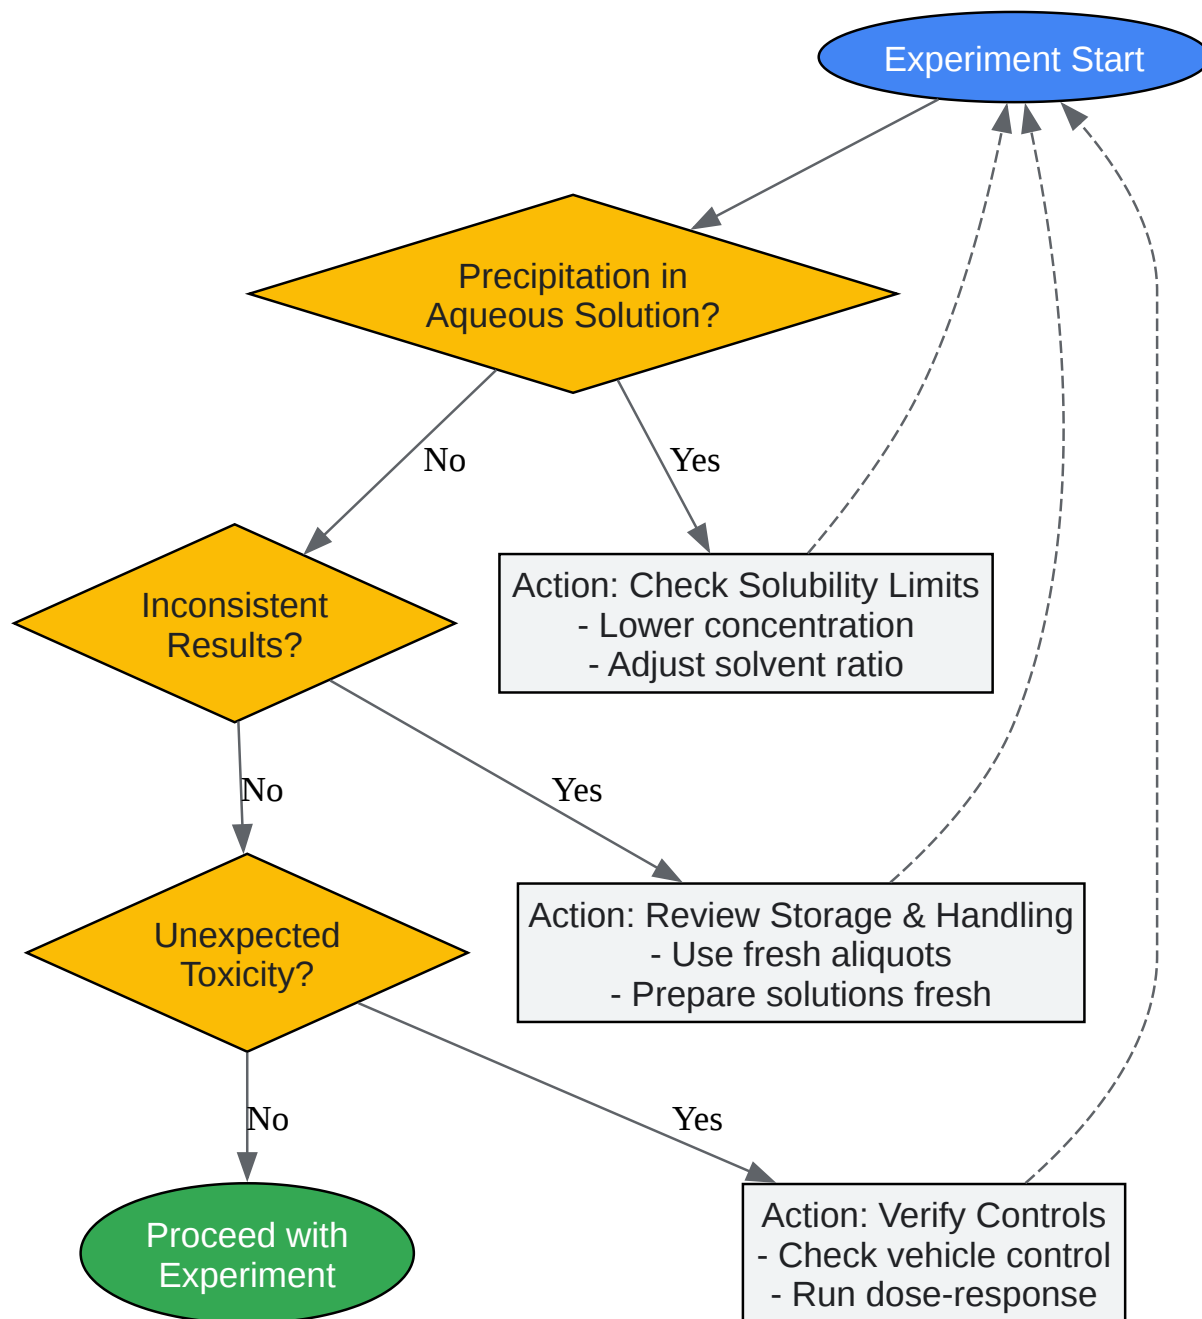 Experiment Start
Precipitation in
Aqueous Solution?
No
Yes
Inconsistent
Results?
Action: Check Solubility Limits
- Lower concentration
- Adjust solvent ratio
No
Yes
Unexpected
Toxicity?
Action: Review Storage & Handling
- Use fresh aliquots
- Prepare solutions fresh
No
Yes
Proceed with
Experiment
Action: Verify Controls
- Check vehicle control
- Run dose-response